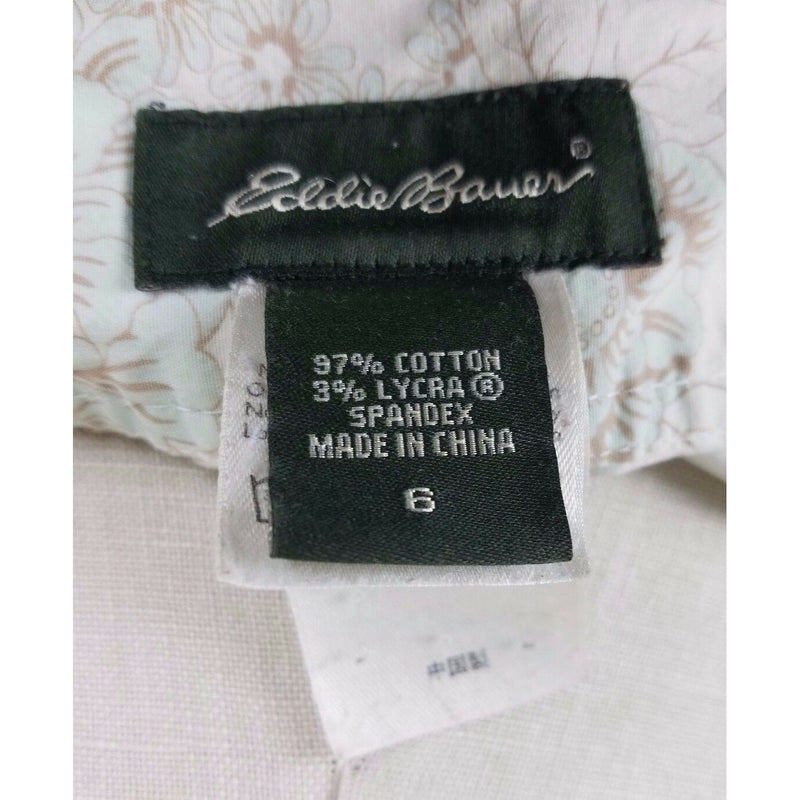 Eddie Bauer®
97% COTTON
3% LYCRA®
SPANDEX
MADE IN CHINA
6
中国製